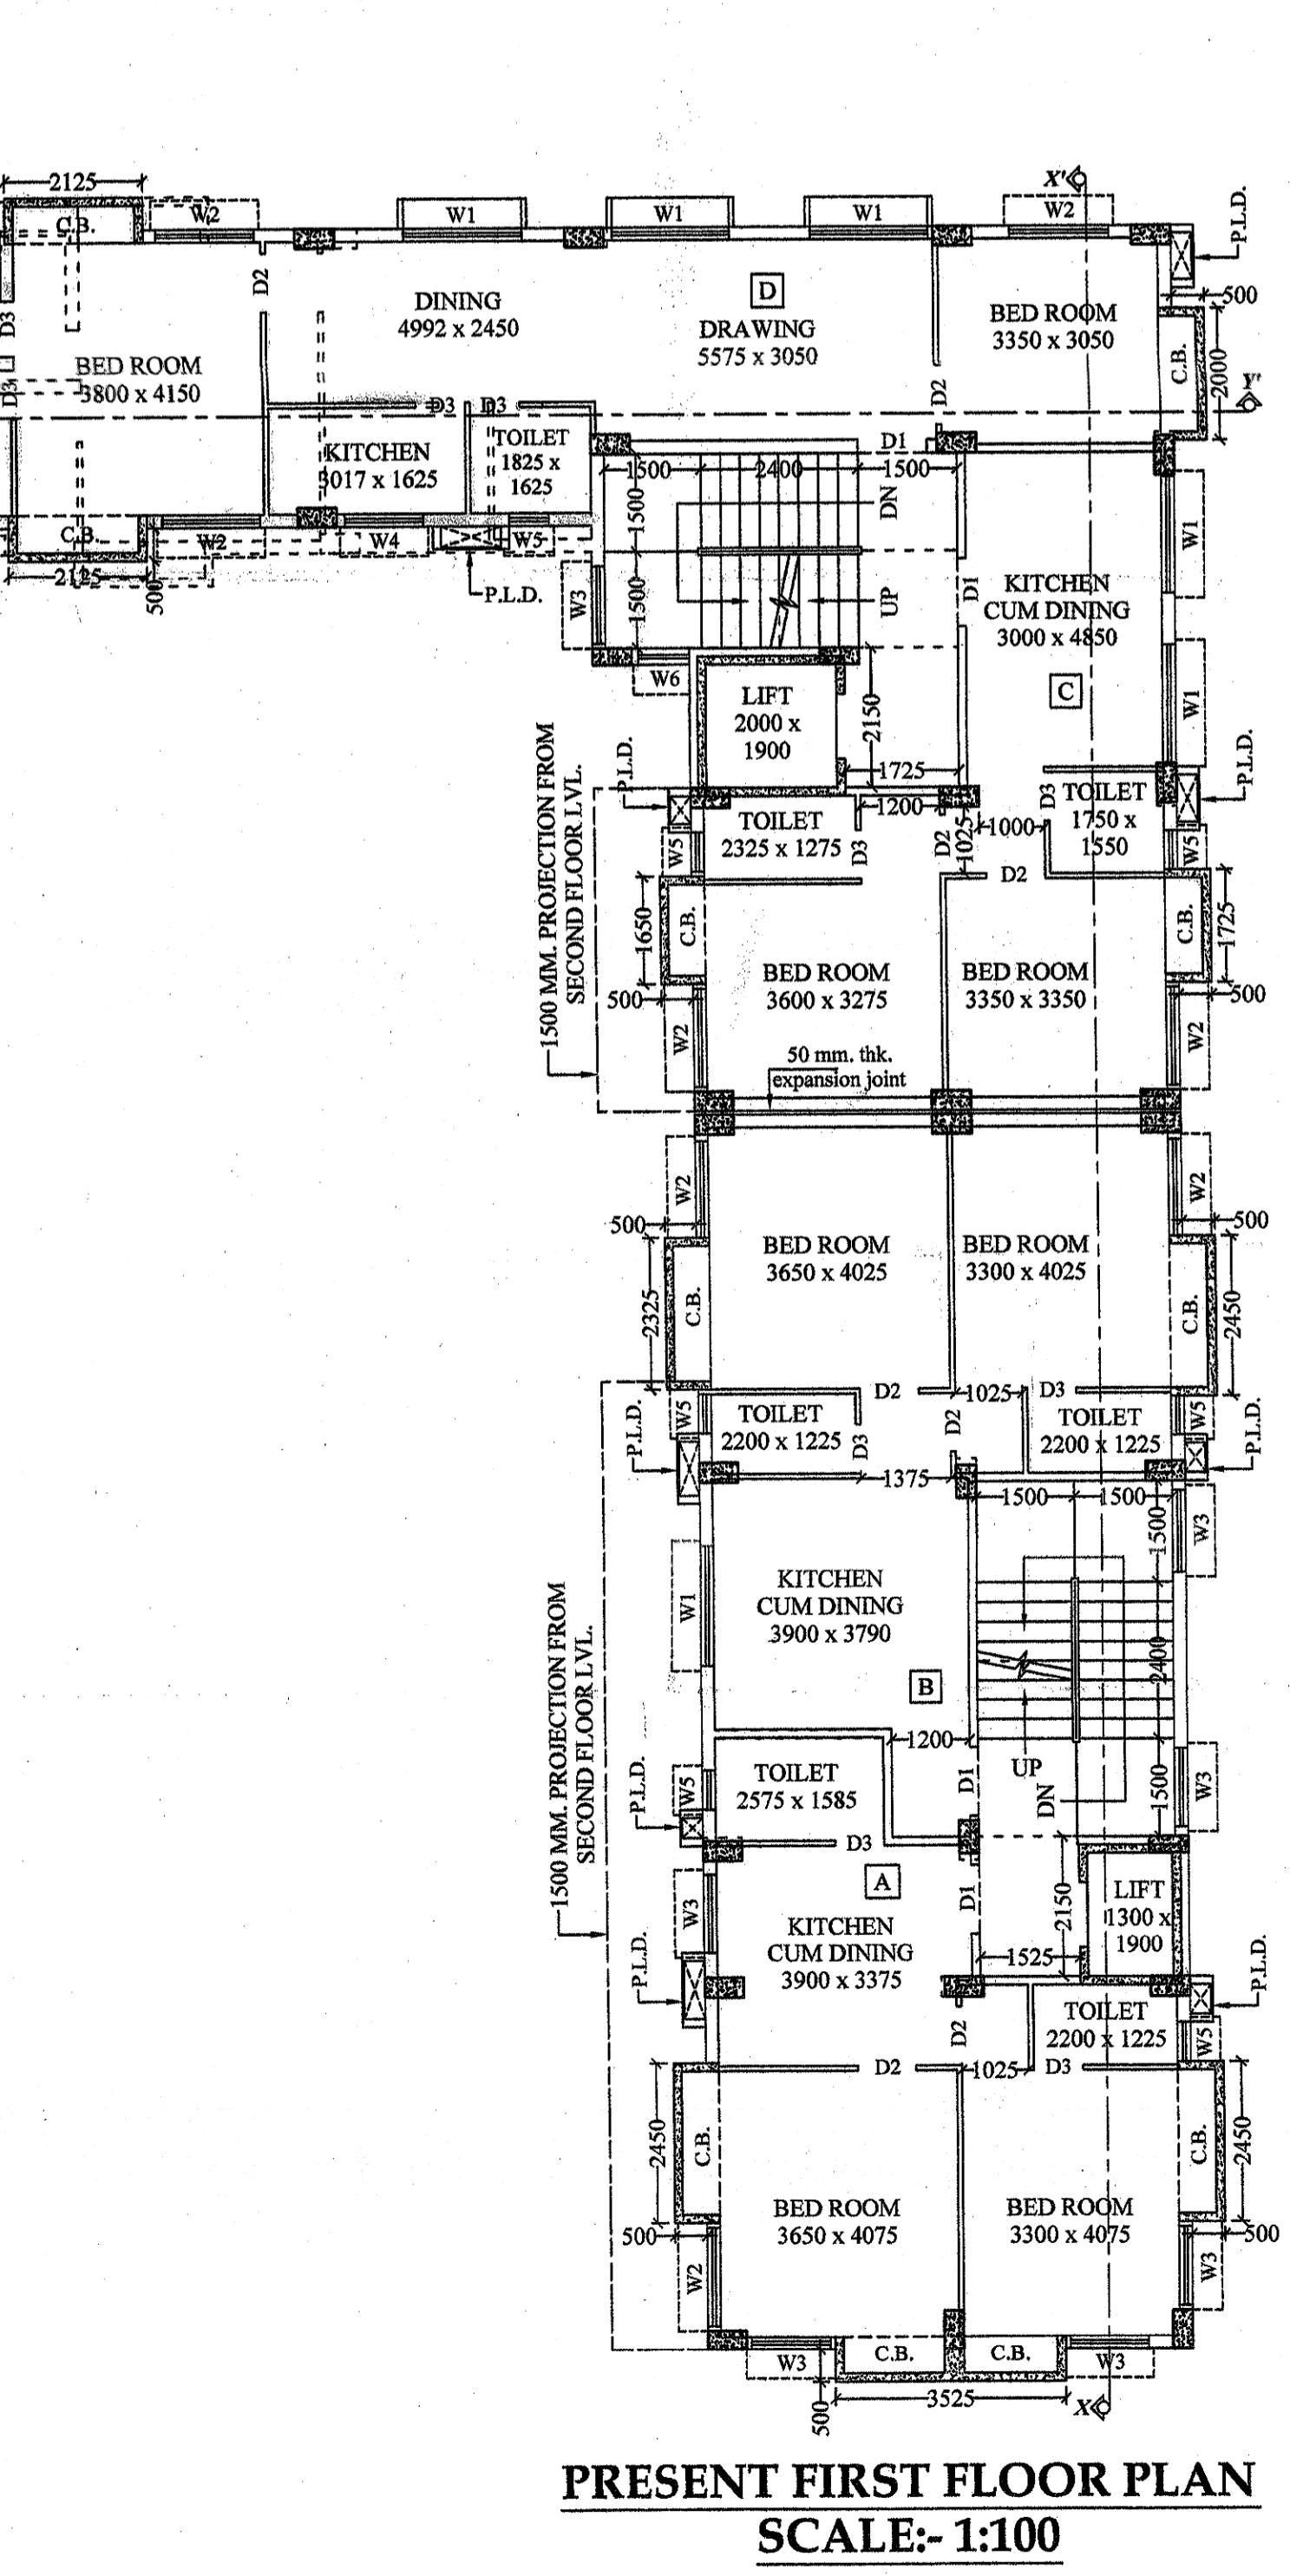 2125
X'
P.L.D.
C.B.
W2
W1
W1
W1
W2
D2
DINING
4992 x 2450
D
DRAWING
5575 x 3050
BED ROOM
3350 x 3050
500
C.B.
2000
Y'
D3
BED ROOM
3800 x 4150
D3
D2
D3
D3
KITCHEN
3017 x 1625
TOILET
1825 x
1625
D1
1500
2400
1500
1500
DN
W1
C.B.
W2
W4
W5
2125
500
P.L.D.
W3
1500
UP
D1
KITCHEN
CUM DINING
3000 x 4850
C
W1
W6
LIFT
2000 x
1900
2150
1725
1500 MM. PROJECTION FROM
SECOND FLOOR LVL.
P.L.D.
P.L.D.
1200
TOILET
2325 x 1275
D3
D2
1025
1000
D3
TOILET
1750 x
1550
W5
W5
D2
1650
C.B.
C.B.
1725
BED ROOM
3600 x 3275
BED ROOM
3350 x 3350
500
500
W2
W2
50 mm. thk.
expansion joint
W2
W2
500
500
BED ROOM
3650 x 4025
BED ROOM
3300 x 4025
2325
C.B.
C.B.
2450
D2
1025
D3
P.L.D.
W5
TOILET
2200 x 1225
D3
D2
TOILET
2200 x 1225
W5
P.L.D.
1375
1500
1500
1500
W3
KITCHEN
CUM DINING
3900 x 3790
W1
2400
1500 MM. PROJECTION FROM
SECOND FLOOR LVL.
B
1200
UP
DN
1500
W3
P.L.D.
W5
TOILET
2575 x 1585
D1
D3
A
W3
KITCHEN
CUM DINING
3900 x 3375
D1
2150
LIFT
1300 x
1900
1525
P.L.D.
P.L.D.
TOILET
2200 x 1225
D2
W5
D2
1025
D3
2450
C.B.
C.B.
2450
BED ROOM
3650 x 4075
BED ROOM
3300 x 4075
500
500
W2
W3
W3
C.B.
C.B.
W3
500
3525
X
PRESENT FIRST FLOOR PLAN
SCALE:- 1:100